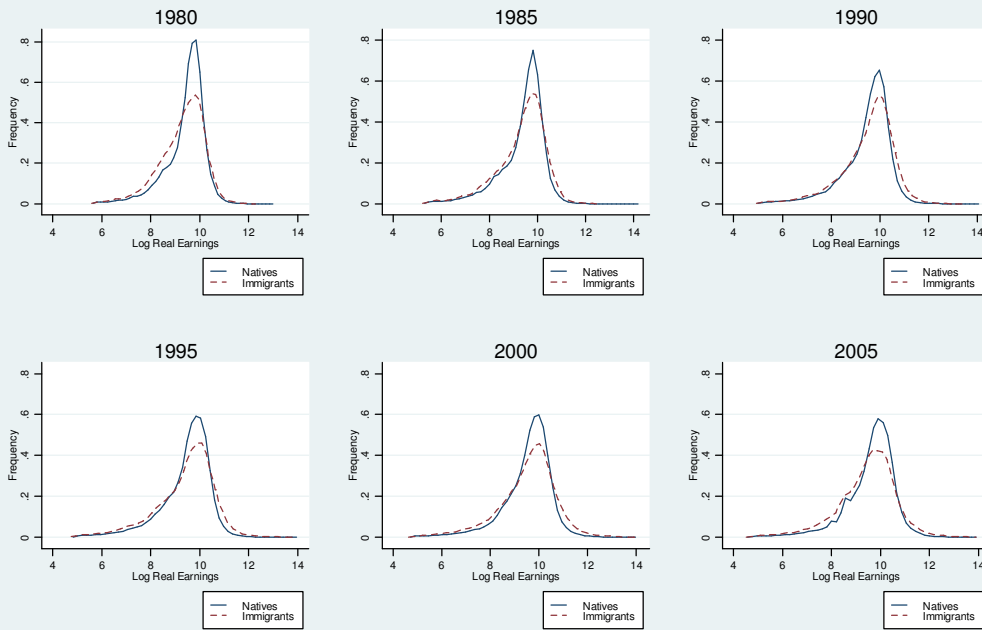 1980
Frequency
0 .2 .4 .6 .8
4 6 8 10 12 14
Log Real Earnings
Natives
Immigrants
1985
Frequency
0 .2 .4 .6 .8
4 6 8 10 12 14
Log Real Earnings
Natives
Immigrants
1990
Frequency
0 .2 .4 .6 .8
4 6 8 10 12 14
Log Real Earnings
Natives
Immigrants
1995
Frequency
0 .2 .4 .6 .8
4 6 8 10 12 14
Log Real Earnings
Natives
Immigrants
2000
Frequency
0 .2 .4 .6 .8
4 6 8 10 12 14
Log Real Earnings
Natives
Immigrants
2005
Frequency
0 .2 .4 .6 .8
4 6 8 10 12 14
Log Real Earnings
Natives
Immigrants